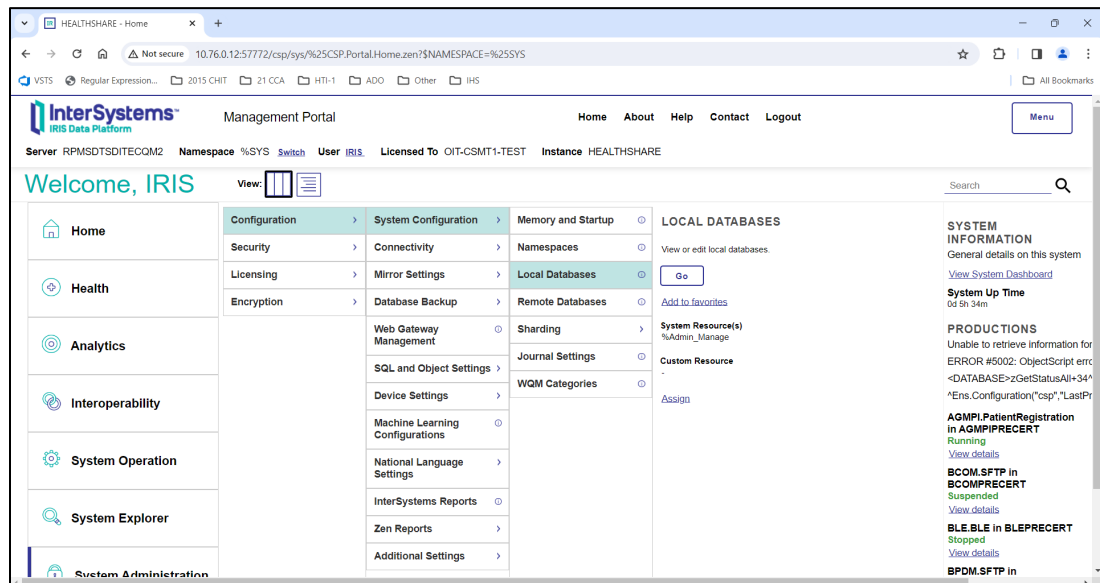 HEALTHSHARE - Home
Not secure 10.76.0.12:57772/csp/sys/%25CSP.Portal.Home.zen?$NAMESPACE=%25SYS
VSTS Regular Expression... 2015 CHIT 21 CCA HTI-1 ADO Other IHS All Bookmarks
InterSystems™
IRIS Data Platform
Management Portal
Home About Help Contact Logout
Menu
Server RPMSDTSDITECQM2 Namespace %SYS Switch User IRIS Licensed To OIT-CSMT1-TEST Instance HEALTHSHARE
Welcome, IRIS
View:
Search
Home
Health
Analytics
Interoperability
System Operation
System Explorer
System Administration
Configuration
Security
Licensing
Encryption
System Configuration
Connectivity
Mirror Settings
Database Backup
Web Gateway
Management
SQL and Object Settings
Device Settings
Machine Learning
Configurations
National Language
Settings
InterSystems Reports
Zen Reports
Additional Settings
Memory and Startup
Namespaces
Local Databases
Remote Databases
Sharding
Journal Settings
WQM Categories
LOCAL DATABASES
View or edit local databases.
Go
Add to favorites
System Resource(s)
%Admin_Manage
Custom Resource
-
Assign
SYSTEM
INFORMATION
General details on this system
View System Dashboard
System Up Time
0d 5h 34m
PRODUCTIONS
Unable to retrieve information for
ERROR #5002: ObjectScript erro
<DATABASE>zGetStatusAll+34^
^Ens.Configuration("csp","LastPr
AGMPI.PatientRegistration
in AGMPIPRECERT
Running
View details
BCOM.SFTP in
BCOMPRECERT
Suspended
View details
BLE.BLE in BLEPRECERT
Stopped
View details
BPDM.SFTP in